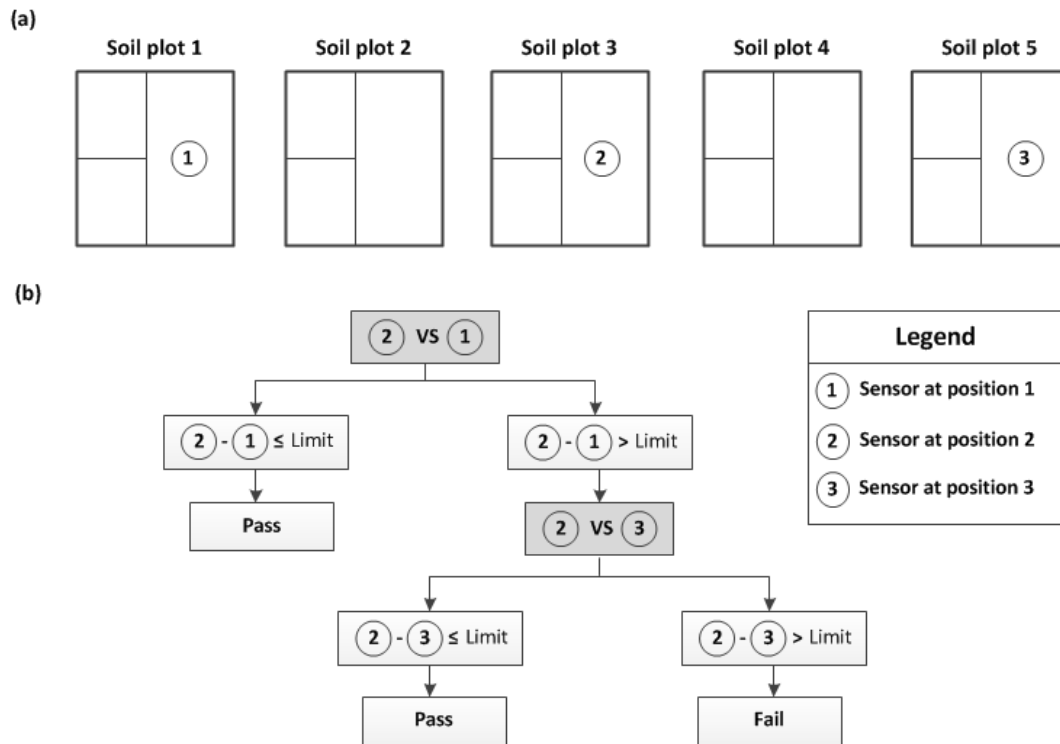 (a)
Soil plot 1 Soil plot 2 Soil plot 3 Soil plot 4 Soil plot 5
1 2 3
(b)
2 VS 1
Legend
1 Sensor at position 1
2 Sensor at position 2
3 Sensor at position 3
2 - 1 ≤ Limit 2 - 1 > Limit
Pass 2 VS 3
2 - 3 ≤ Limit 2 - 3 > Limit
Pass Fail